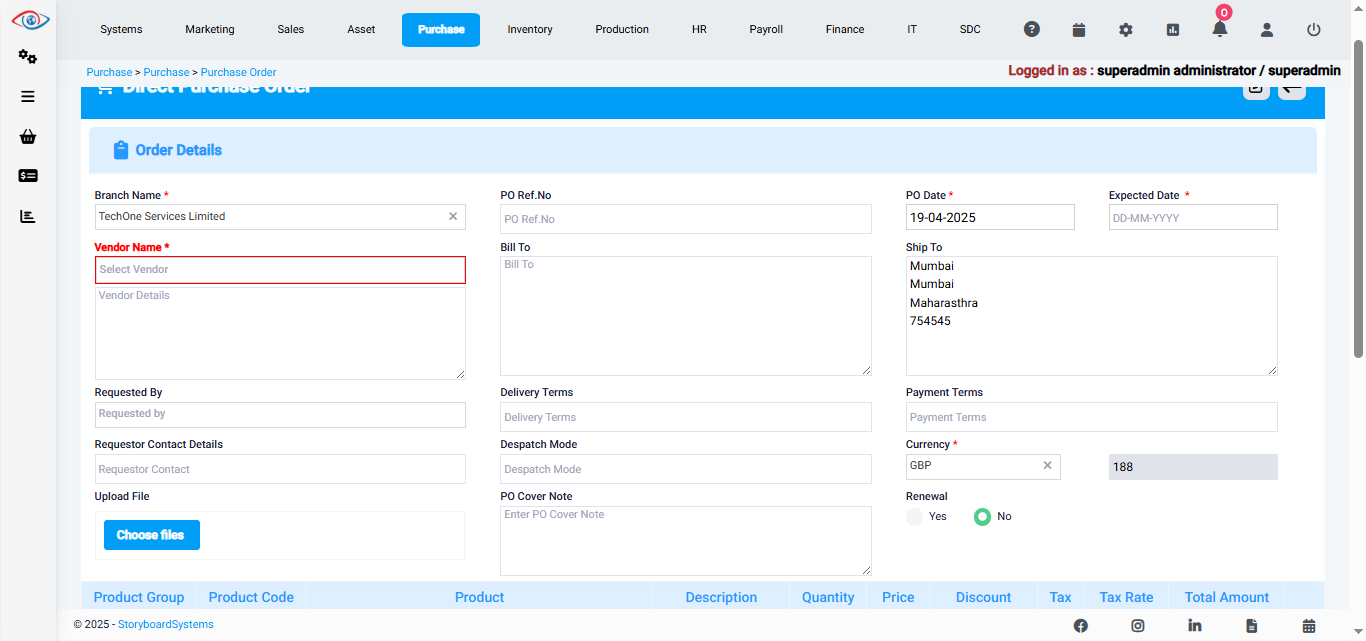 Systems Marketing Sales Asset Purchase Inventory Production HR Payroll Finance IT SDC 0
Purchase > Purchase > Purchase Order Logged in as : superadmin administrator / superadmin
Direct Purchase Order
Order Details
Branch Name * PO Ref.No PO Date * Expected Date *
TechOne Services Limited PO Ref.No 19-04-2025 DD-MM-YYYY
Vendor Name * Bill To Ship To
Select Vendor Bill To Mumbai
Vendor Details Mumbai
Maharasthra
754545
Requested By Delivery Terms Payment Terms
Requested by Delivery Terms Payment Terms
Requestor Contact Details Despatch Mode Currency *
Requestor Contact Despatch Mode GBP 188
Upload File PO Cover Note Renewal
Choose files Enter PO Cover Note Yes No
Product Group Product Code Product Description Quantity Price Discount Tax Tax Rate Total Amount
© 2025 - StoryboardSystems